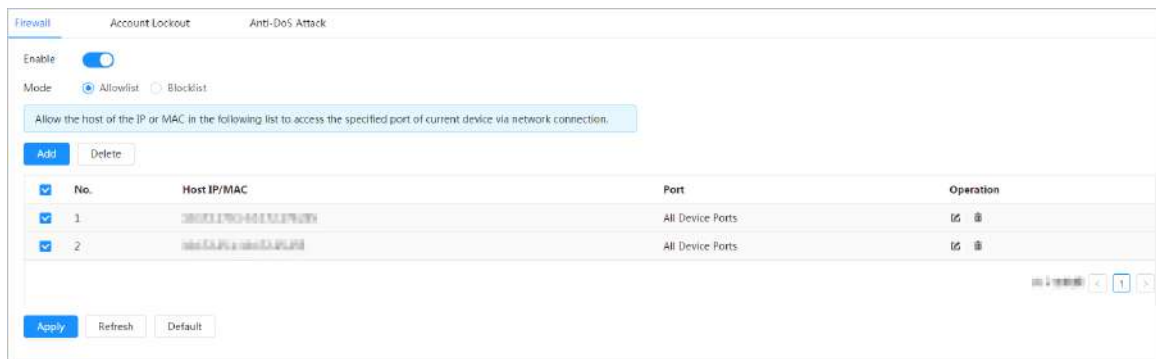 Firewall Account Lockout Anti-DoS Attack
Enable
Mode Allowlist Blocklist
Allow the host of the IP or MAC in the following list to access the specified port of current device via network connection.
Add Delete
No. Host IP/MAC Port Operation
1 All Device Ports
2 All Device Ports
1
Apply Refresh Default